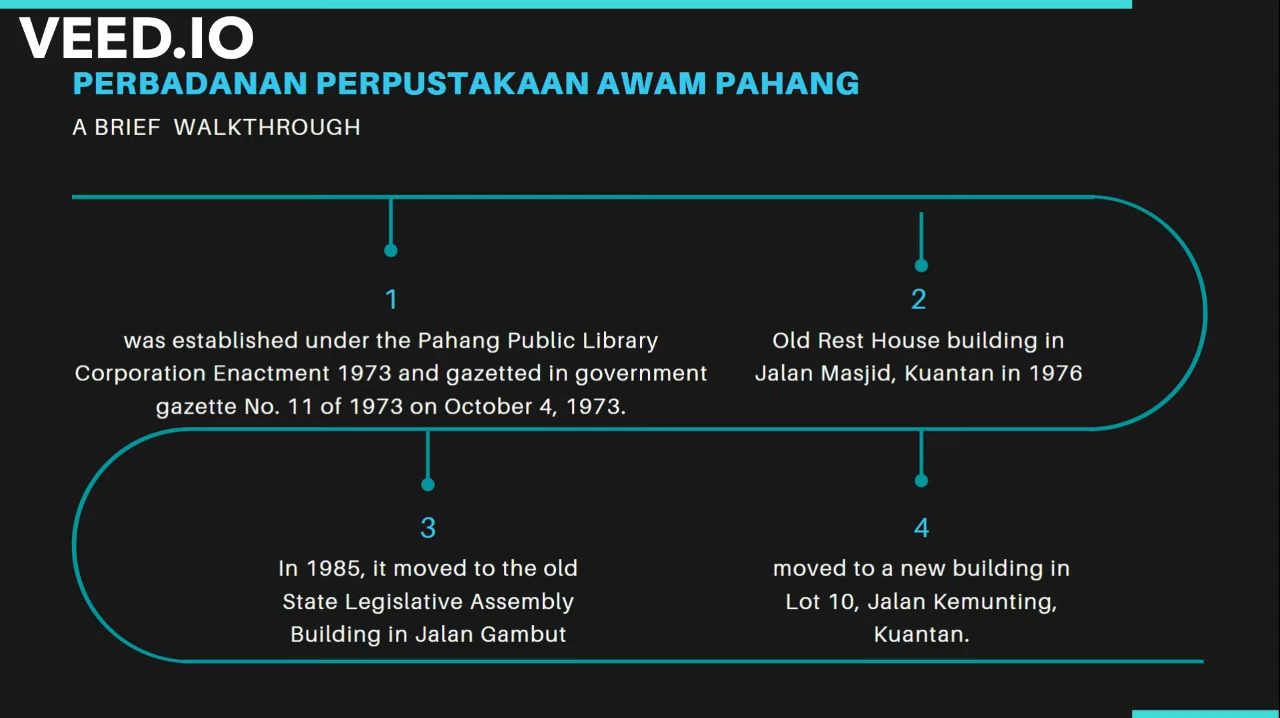 VEED.IO
PERBADANAN PERPUSTAKAAN AWAM PAHANG
A BRIEF WALKTHROUGH
1
was established under the Pahang Public Library
Corporation Enactment 1973 and gazetted in government
gazette No. 11 of 1973 on October 4, 1973.
2
Old Rest House building in
Jalan Masjid, Kuantan in 1976
3
In 1985, it moved to the old
State Legislative Assembly
Building in Jalan Gambut
4
moved to a new building in
Lot 10, Jalan Kemunting,
Kuantan.